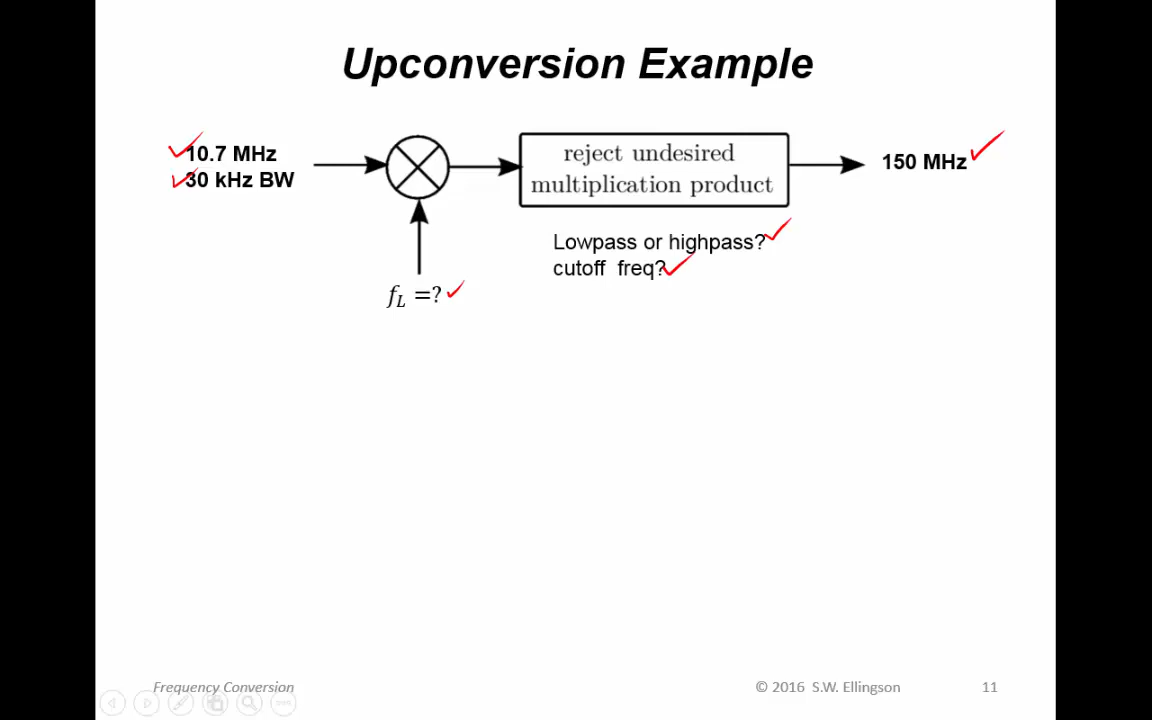 Upconversion Example
10.7 MHz
30 kHz BW
reject undesired
multiplication product
150 MHz
Lowpass or highpass?
cutoff freq?
f_L =?
Frequency Conversion
© 2016 S.W. Ellingson
11